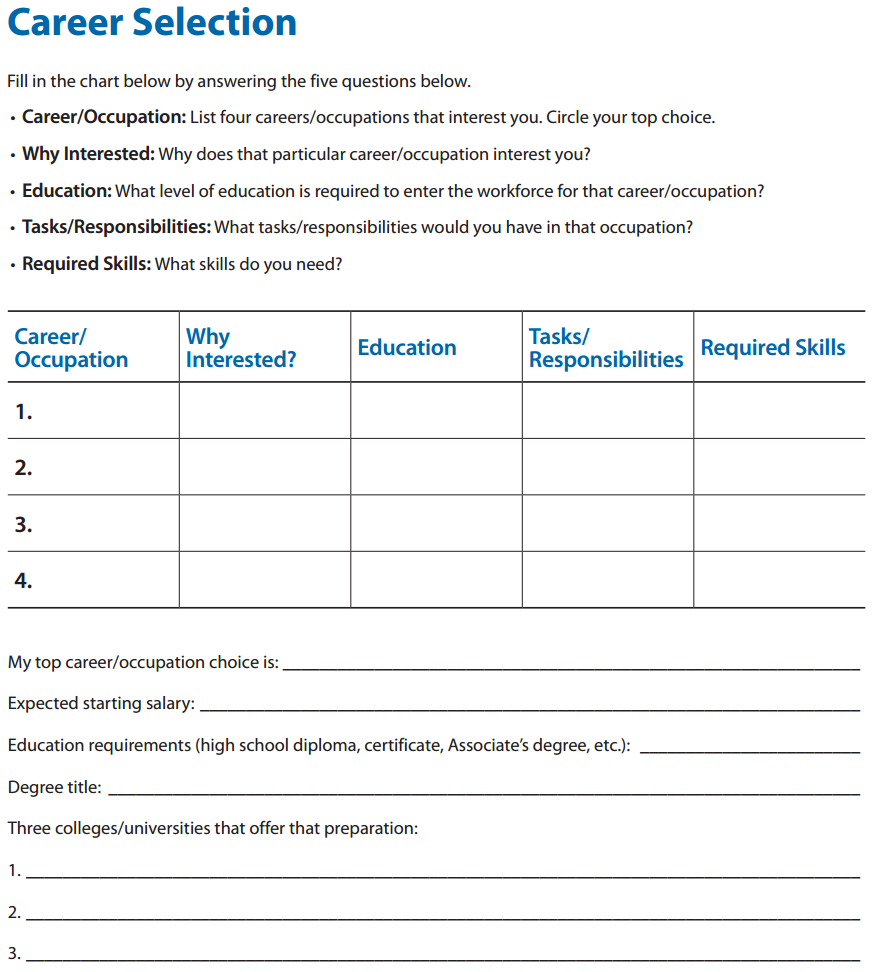 Career Selection
Fill in the chart below by answering the five questions below.
• Career/Occupation: List four careers/occupations that interest you. Circle your top choice.
• Why Interested: Why does that particular career/occupation interest you?
• Education: What level of education is required to enter the workforce for that career/occupation?
• Tasks/Responsibilities: What tasks/responsibilities would you have in that occupation?
• Required Skills: What skills do you need?
Career/
Occupation
Why
Interested?
Education
Tasks/
Responsibilities
Required Skills
1.
2.
3.
4.
My top career/occupation choice is:
Expected starting salary:
Education requirements (high school diploma, certificate, Associate’s degree, etc.):
Degree title:
Three colleges/universities that offer that preparation:
1.
2.
3.